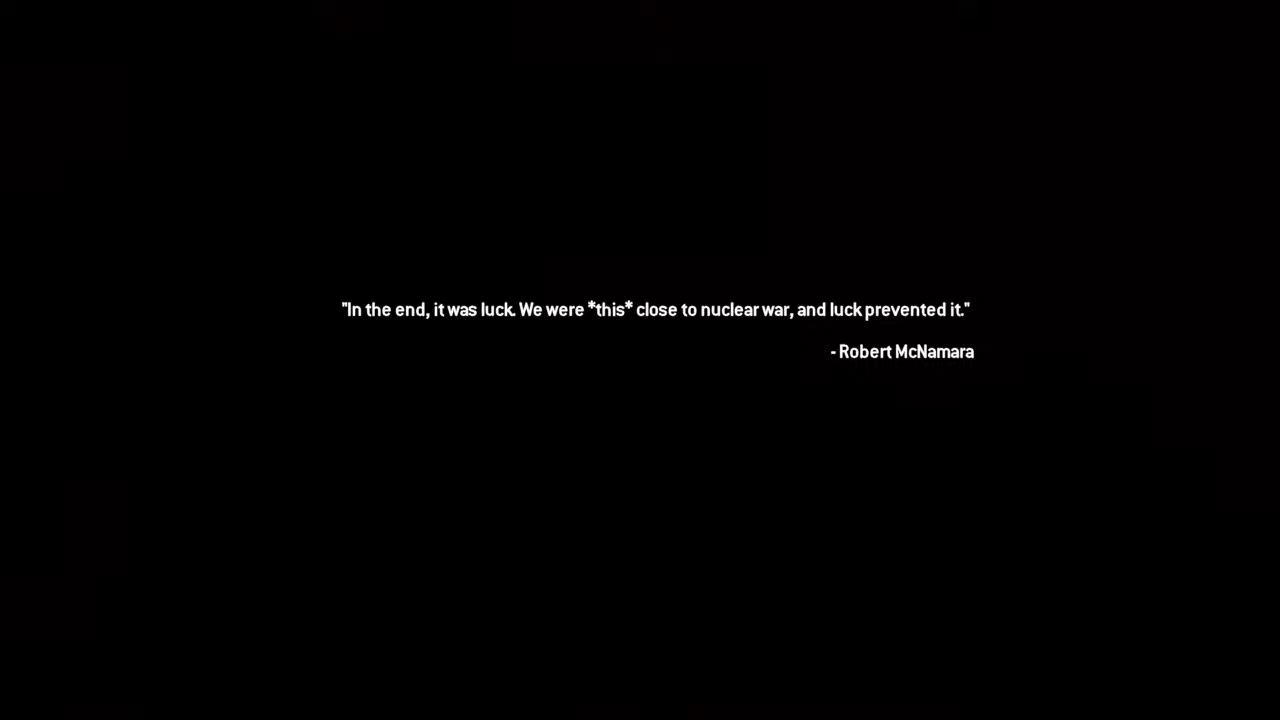 "In the end, it was luck. We were *this* close to nuclear war, and luck prevented it."
- Robert McNamara